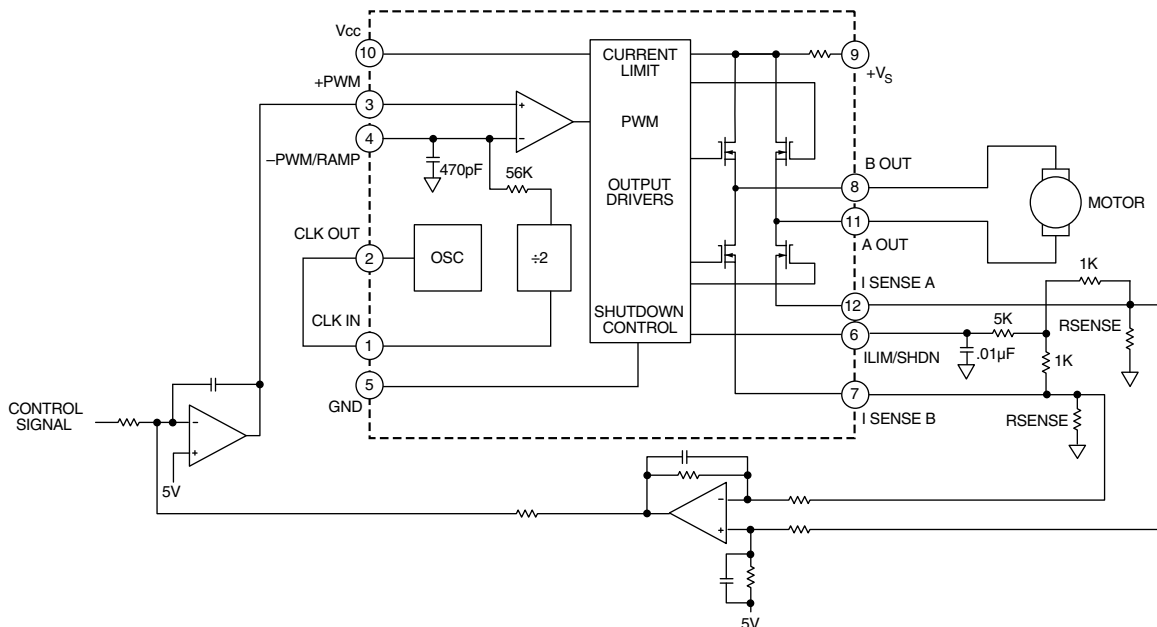 Vcc
10
+PWM
3
4
–PWM/RAMP
470pF
56K
CLK OUT
2
OSC
÷2
CLK IN
1
5
GND
CURRENT
LIMIT
PWM
OUTPUT
DRIVERS
SHUTDOWN
CONTROL
9
+VS
B OUT
8
11
A OUT
MOTOR
I SENSE A
12
1K
6
ILIM/SHDN
5K
.01µF
RSENSE
1K
7
I SENSE B
RSENSE
CONTROL
SIGNAL
–
+
5V
–
+
5V
+
–